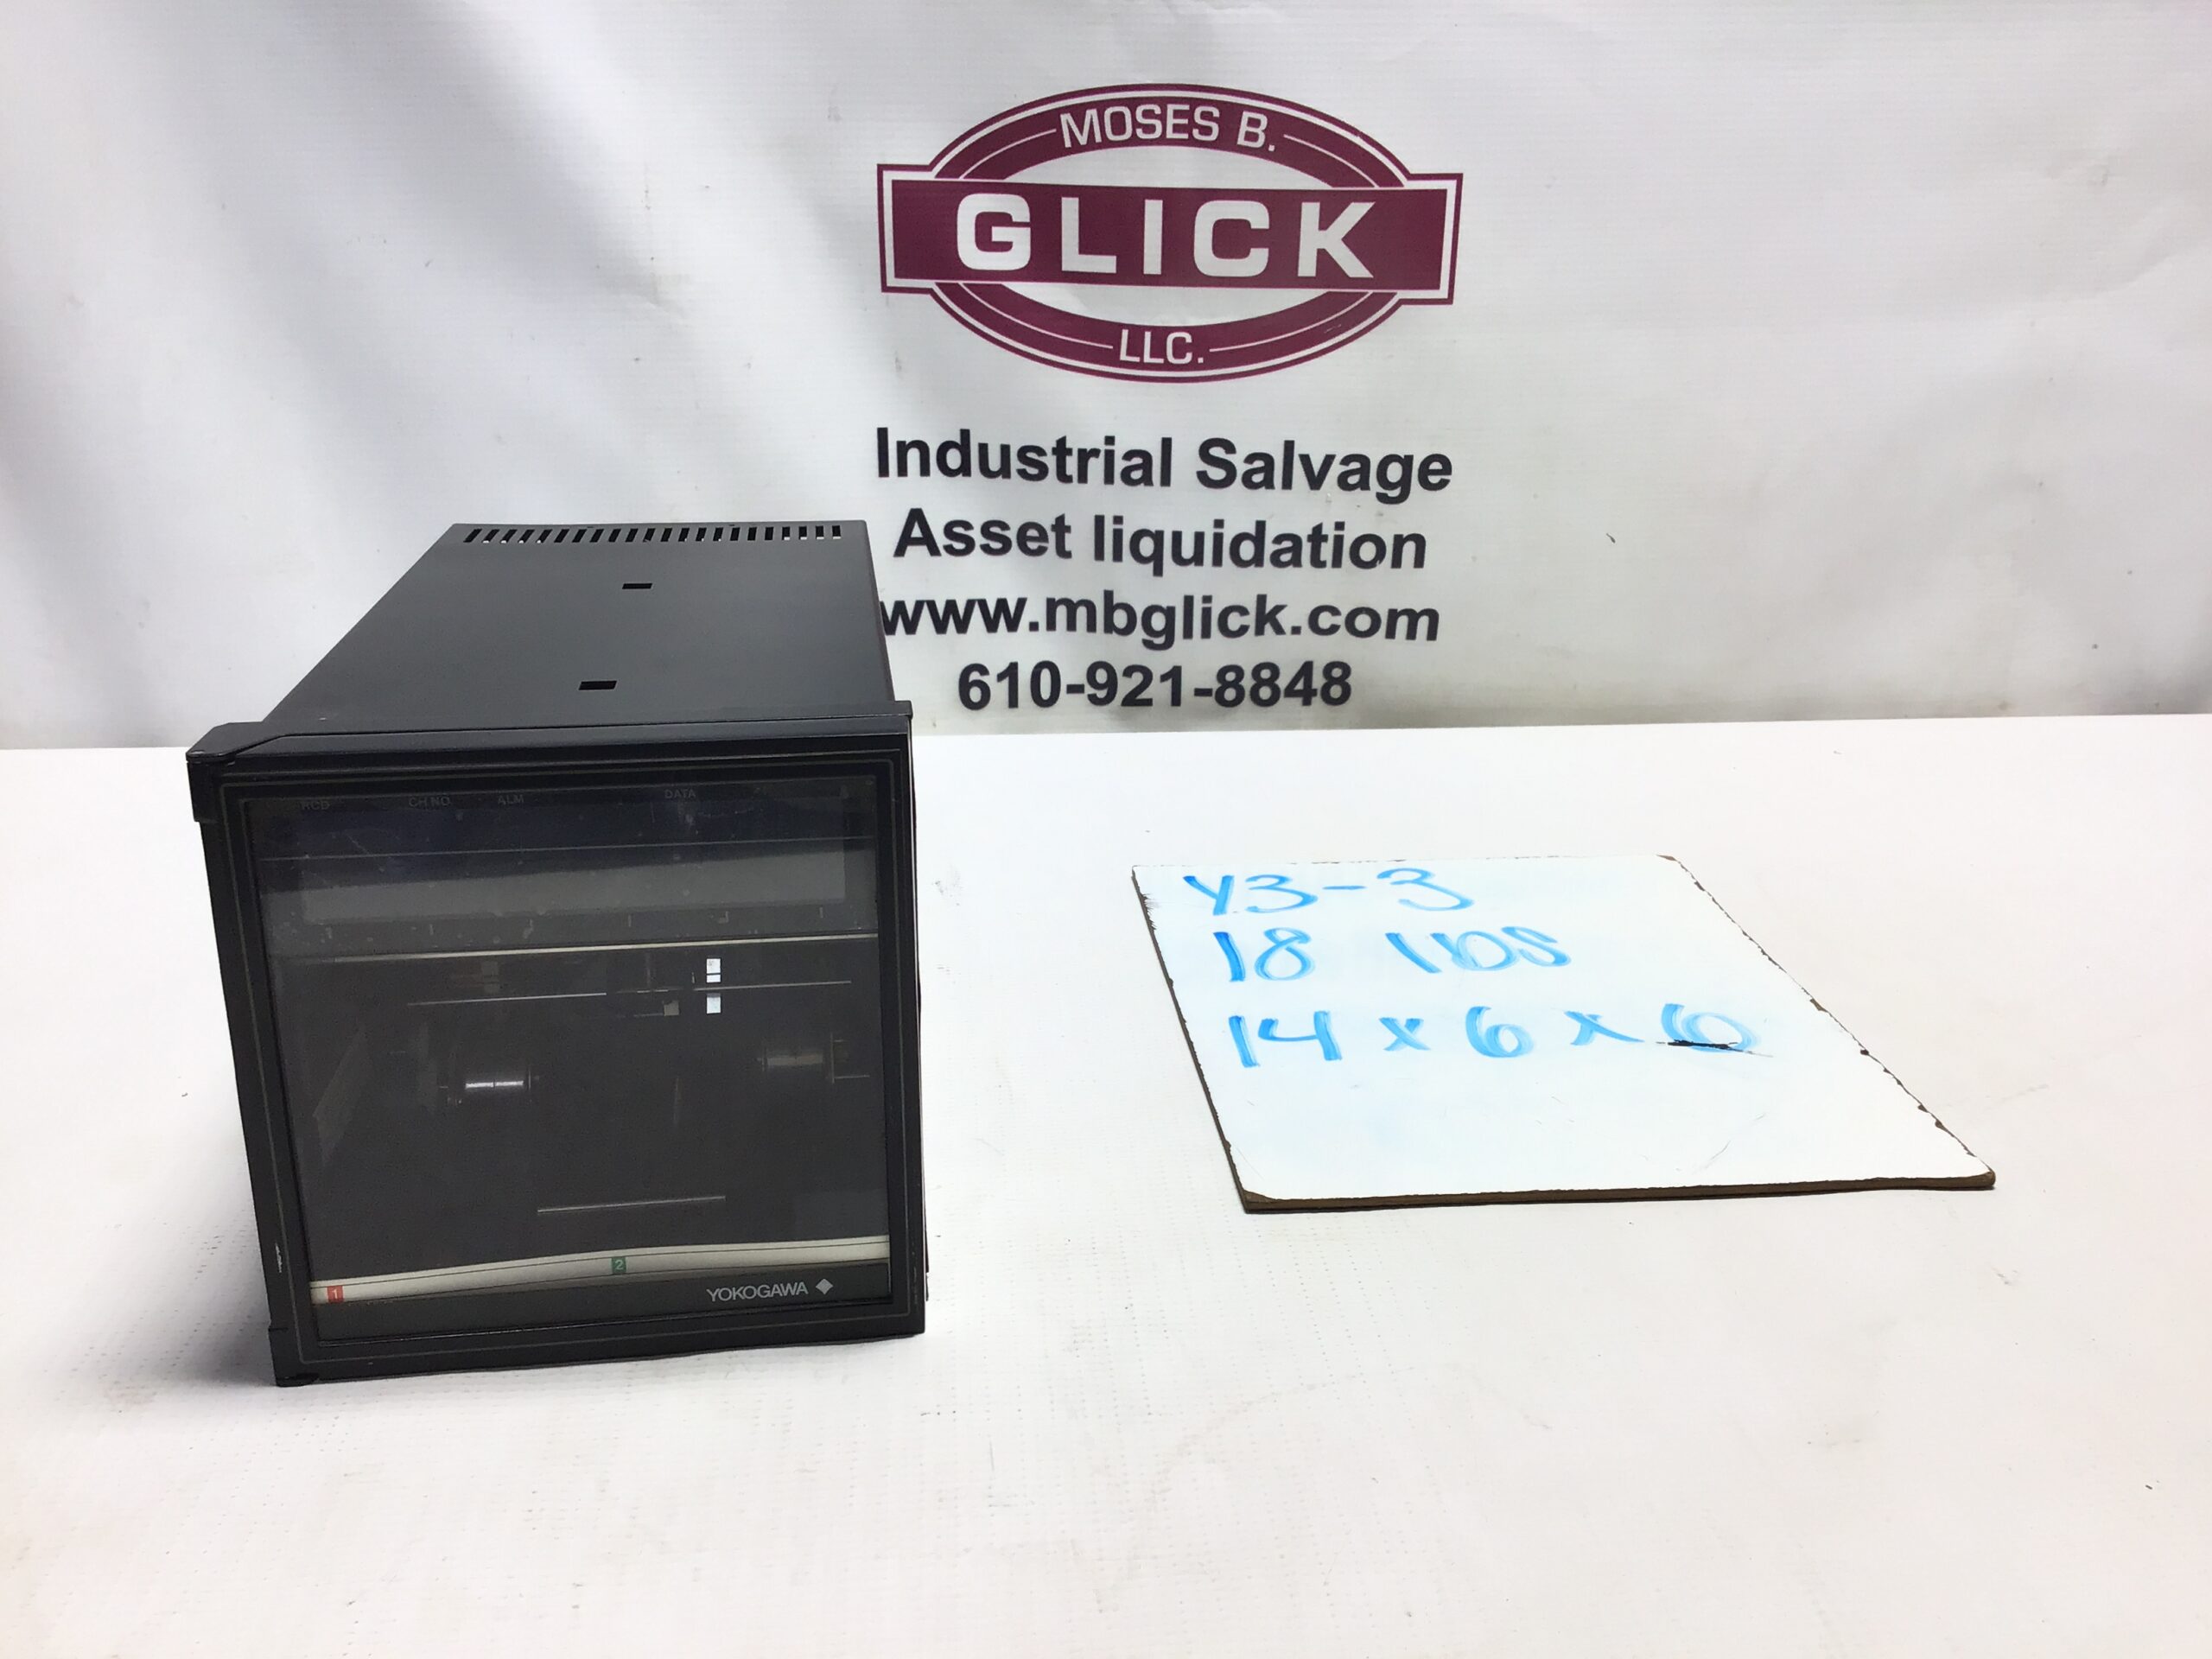 MOSES B.
GLICK
LLC.
Industrial Salvage
Asset liquidation
www.mbglick.com
610-921-8848
RCD CH NO. ALM DATA
2
1
YOKOGAWA
Y3-3
18 lbs
14 x 6 x 6